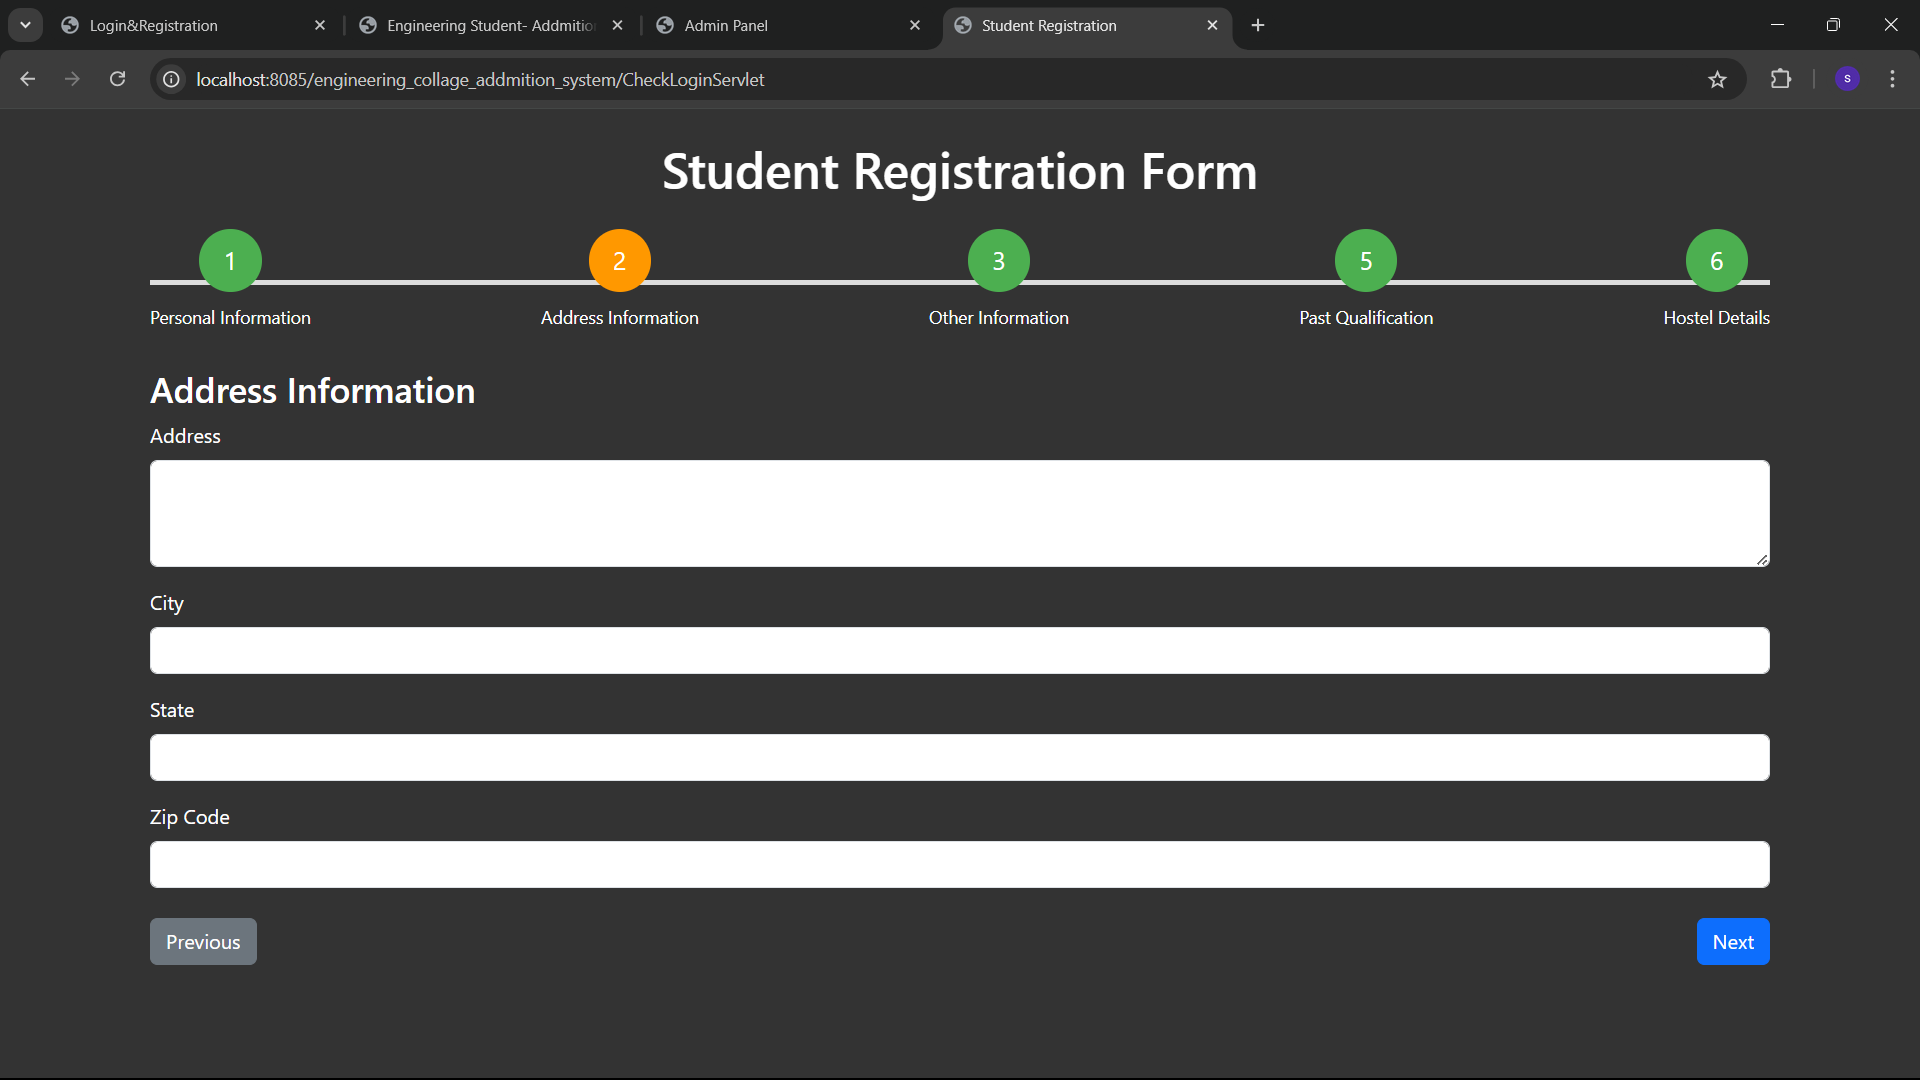 Login&Registration
Engineering Student- Addmitio
Admin Panel
Student Registration
localhost:8085/engineering_collage_addmition_system/CheckLoginServlet
S
Student Registration Form
1
2
3
5
6
Personal Information
Address Information
Other Information
Past Qualification
Hostel Details
Address Information
Address
City
State
Zip Code
Previous
Next